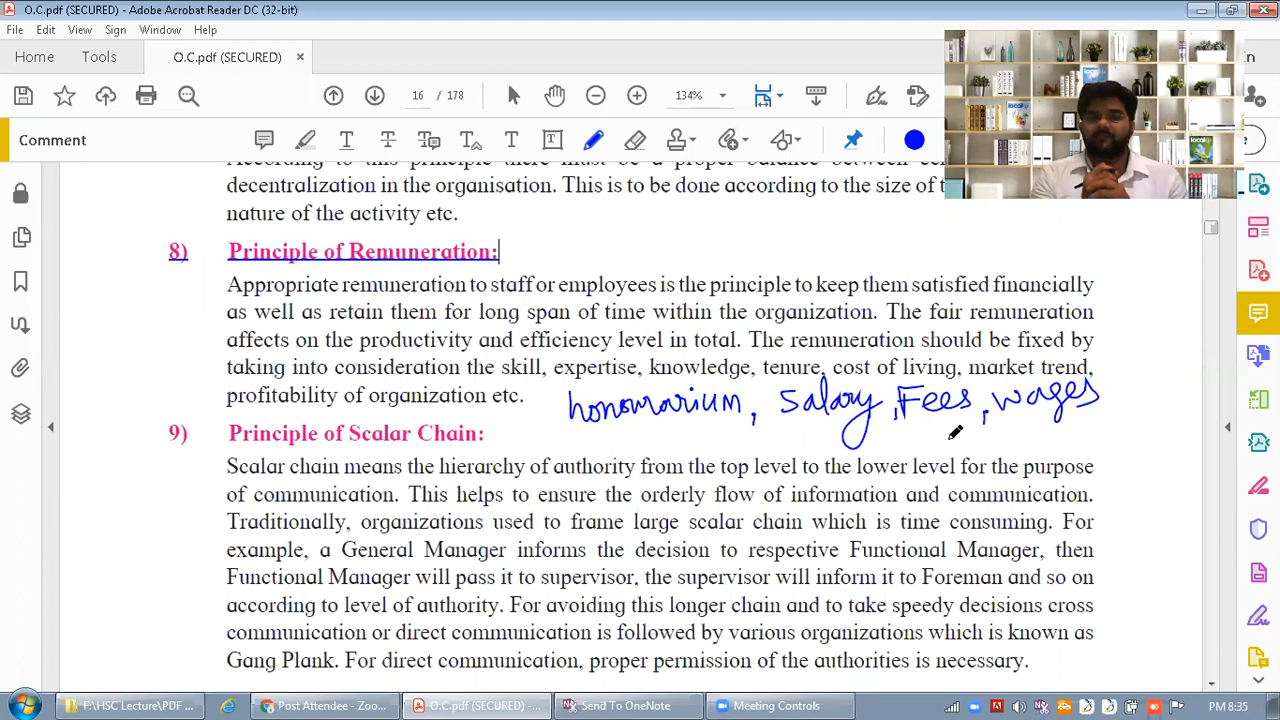 O.C.pdf (SECURED) - Adobe Acrobat Reader DC (32-bit)
File Edit View Sign Window Help
Home Tools O.C.pdf (SECURED) ×
16 178 134%
Comment
decentralization in the organisation. This is to be done according to the size of
nature of the activity etc.
8) Principle of Remuneration:
Appropriate remuneration to staff or employees is the principle to keep them satisfied financially
as well as retain them for long span of time within the organization. The fair remuneration
affects on the productivity and efficiency level in total. The remuneration should be fixed by
taking into consideration the skill, expertise, knowledge, tenure, cost of living, market trend,
profitability of organization etc.
honomarium, Salary, Fees, wages
9) Principle of Scalar Chain:
Scalar chain means the hierarchy of authority from the top level to the lower level for the purpose
of communication. This helps to ensure the orderly flow of information and communication.
Traditionally, organizations used to frame large scalar chain which is time consuming. For
example, a General Manager informs the decision to respective Functional Manager, then
Functional Manager will pass it to supervisor, the supervisor will inform it to Foreman and so on
according to level of authority. For avoiding this longer chain and to take speedy decisions cross
communication or direct communication is followed by various organizations which is known as
Gang Plank. For direct communication, proper permission of the authorities is necessary.
F:\HSC Lecture\PDF ... Post Attendee - Zoo... O.C.pdf (SECURED) ... Send To OneNote Meeting Controls PM 8:35